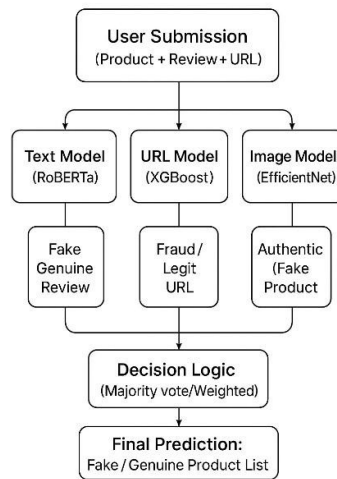 User Submission
(Product + Review + URL)
Text Model
(RoBERTa)
URL Model
(XGBoost)
Image Model
(EfficientNet)
Fake
Genuine
Review
Fraud /
Legit
URL
Authentic
(Fake
Product
Decision Logic
(Majority vote/Weighted)
Final Prediction:
Fake / Genuine Product List